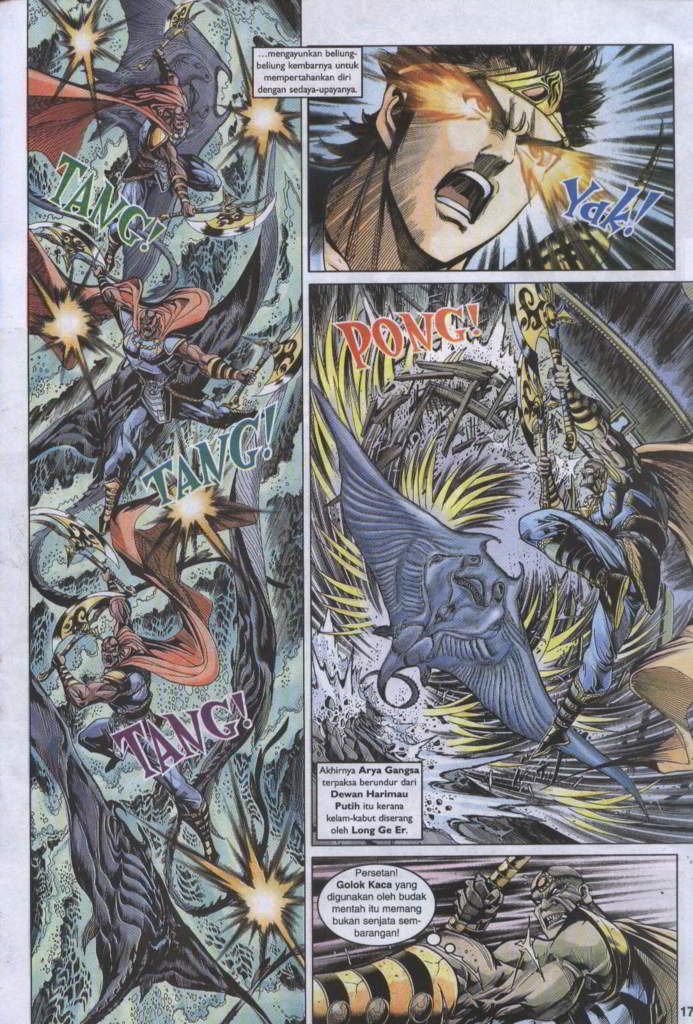 ...mengayunkan beliung-
beliung kembarnya untuk
mempertahankan diri
dengan sedaya-upayanya.
TANG!
TANG!
TANG!
Yak!
PONG!
Akhirnya Arya Gangsa
terpaksa berundur dari
Dewan Harimau
Putih itu kerana
kelam-kabut diserang
oleh Long Ge Er.
Persetan!
Golok Kaca yang
digunakan oleh budak
mentah itu memang
bukan senjata sem-
barangan!
17